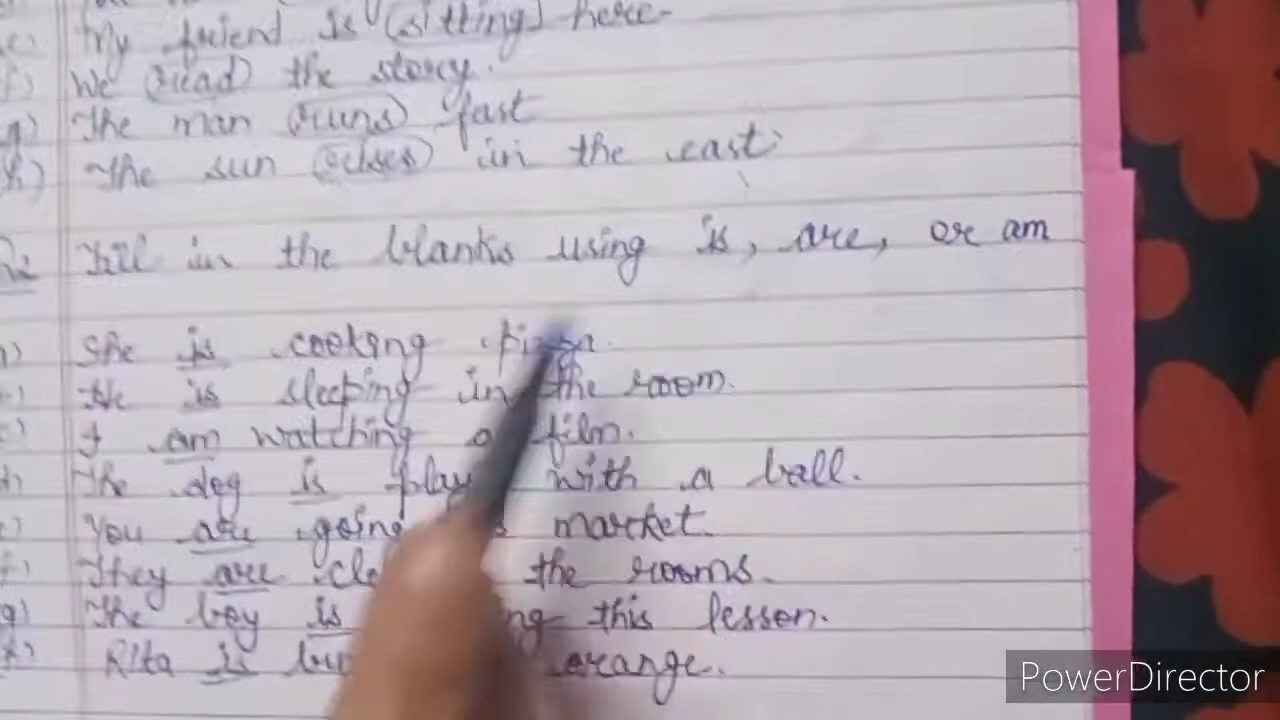 My friend is (sitting) here.
f) We (read) the story.
g) The man (runs) fast
h) The sun (rises) in the east.
Fill in the blanks using is, are, or am
She is cooking pizza.
He is sleeping in the room.
I am watching a film.
The dog is with a ball.
You are going market.
They are the rooms.
g) The boy is this lesson.
Rita is orange.
PowerDirector